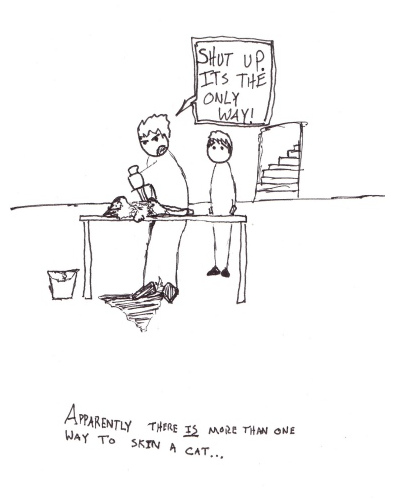 SHUT UP.
ITS THE
ONLY
WAY!
APPARENTLY THERE IS MORE THAN ONE
WAY TO SKIN A CAT...